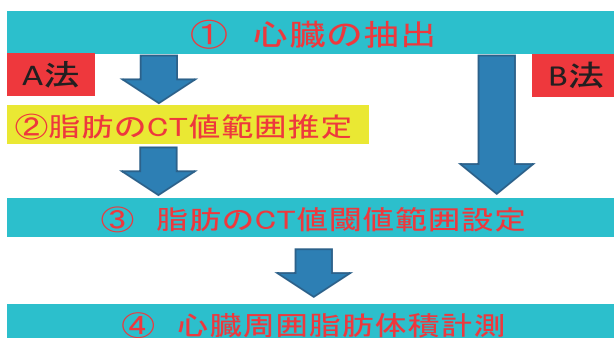 ① 心臓の抽出
A法
B法
②脂肪のCT値範囲推定
③ 脂肪のCT値閾値範囲設定
④ 心臓周囲脂肪体積計測